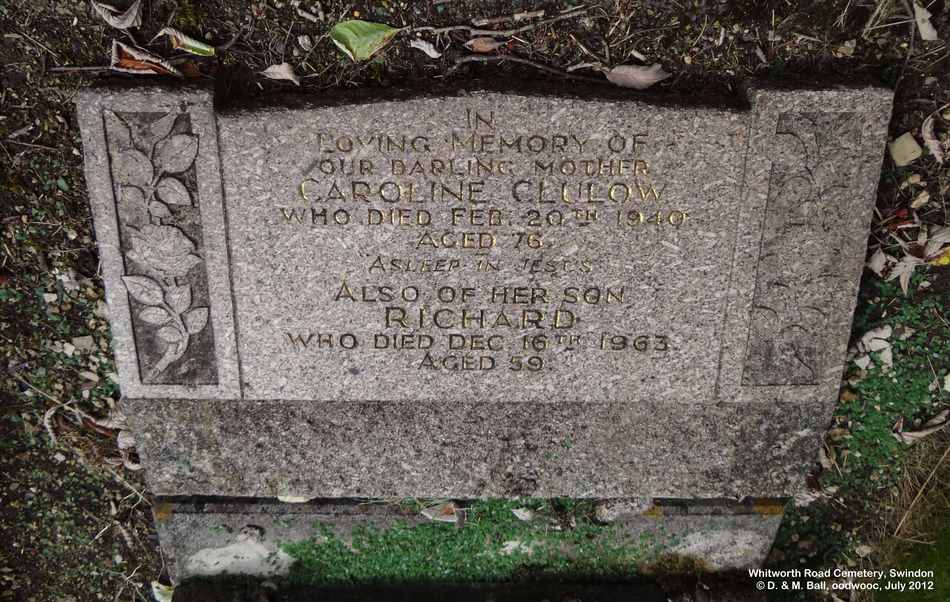 IN
LOVING MEMORY OF
OUR DARLING MOTHER
CAROLINE CLULOW
WHO DIED FEB. 20TH 1940
AGED 76.
ASLEEP IN JESUS
ALSO OF HER SON
RICHARD
WHO DIED DEC 16TH 1963.
AGED 59.
Whitworth Road Cemetery, Swindon
© D. & M. Ball, oodwooc, July 2012